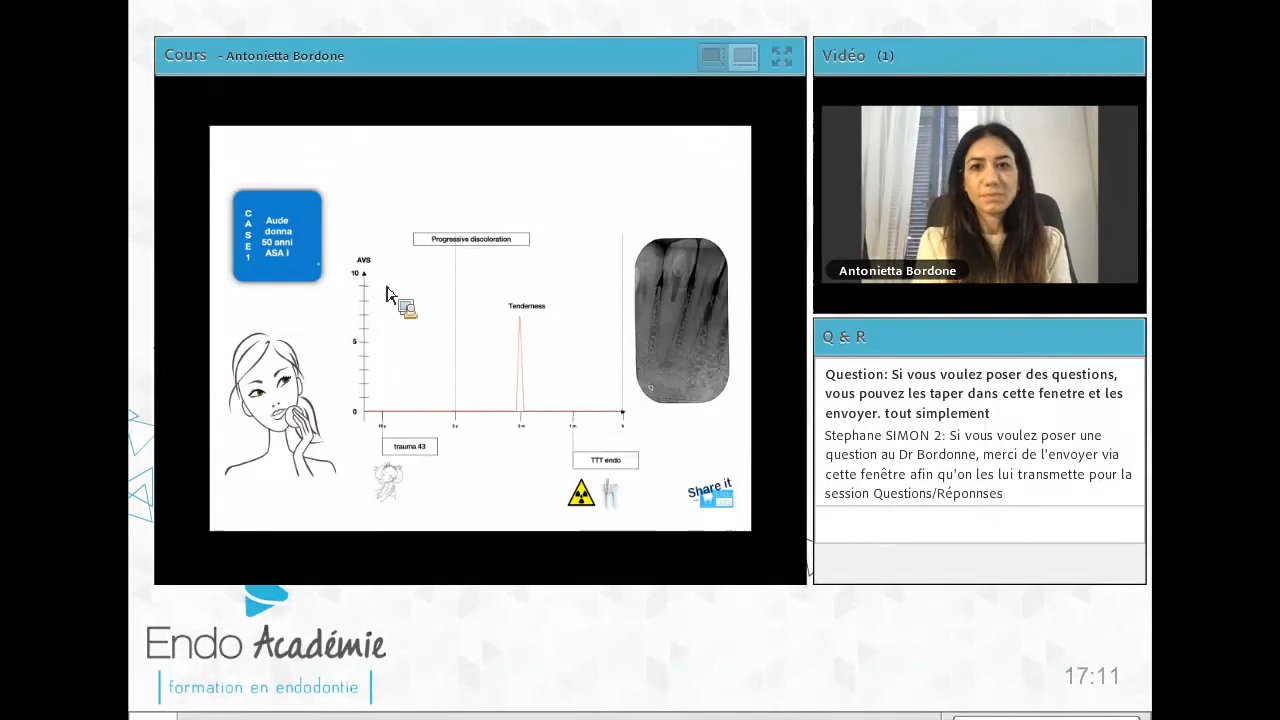 Cours - Antonietta Bordone
Vidéo (1)
Antonietta Bordone
CASE 1
Aude
donna
50 anni
ASA I
Progressive discoloration
AVS
10
5
0
Tenderness
trauma 43
TTT endo
Share it
Q & R
Question: Si vous voulez poser des questions,
vous pouvez les taper dans cette fenetre et les
envoyer. tout simplement
Stephane SIMON 2: Si vous voulez poser une
question au Dr Bordonne, merci de l'envoyer via
cette fenêtre afin qu'on les lui transmette pour la
session Questions/Réponnses
Endo Académie
formation en endodontie
17:11